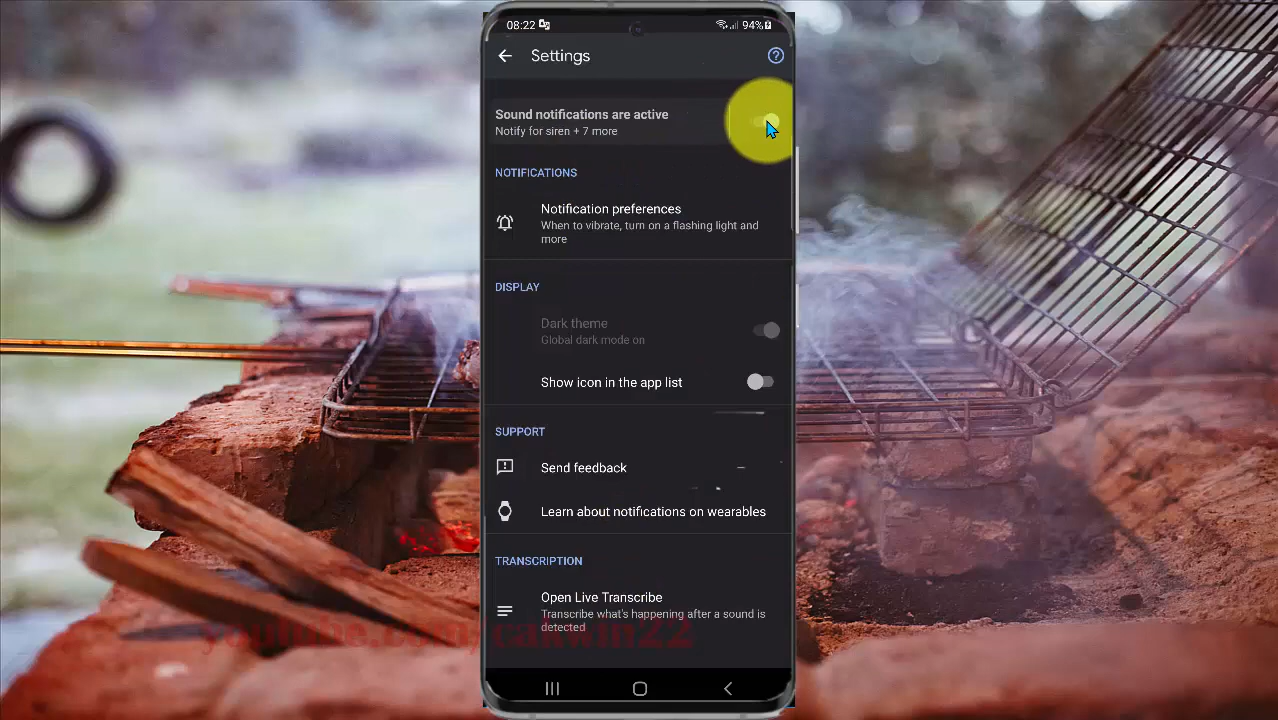 08:22
94%
Settings
Sound notifications are active
Notify for siren + 7 more
NOTIFICATIONS
Notification preferences
When to vibrate, turn on a flashing light and
more
DISPLAY
Dark theme
Global dark mode on
Show icon in the app list
SUPPORT
Send feedback
Learn about notifications on wearables
TRANSCRIPTION
Open Live Transcribe
Transcribe what's happening after a sound is
detected
youtube.com/cakwin22